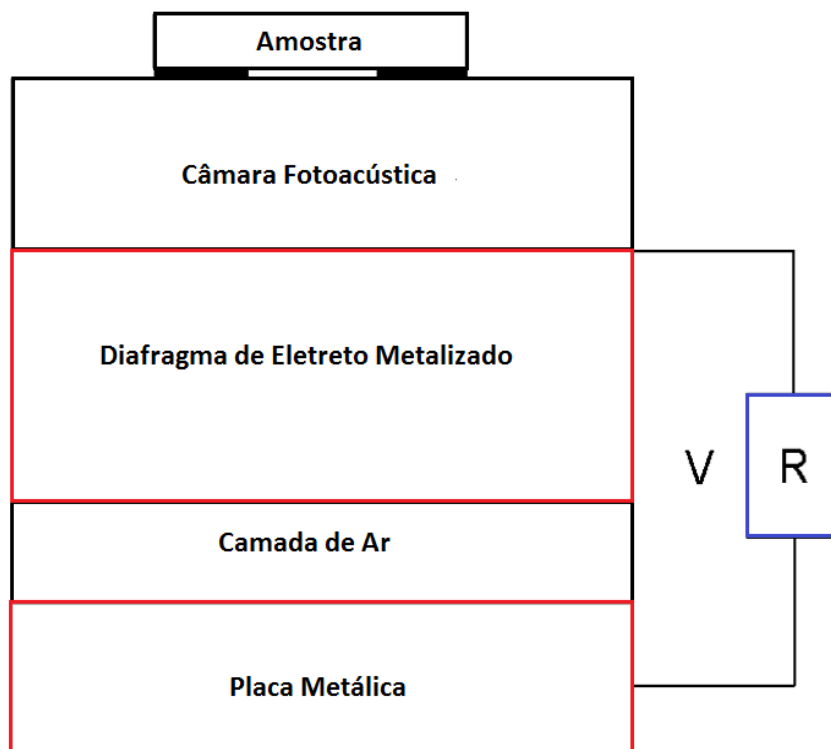 Amostra
Câmara Fotoacústica
Diafragma de Eletreto Metalizado
V
R
Camada de Ar
Placa Metálica